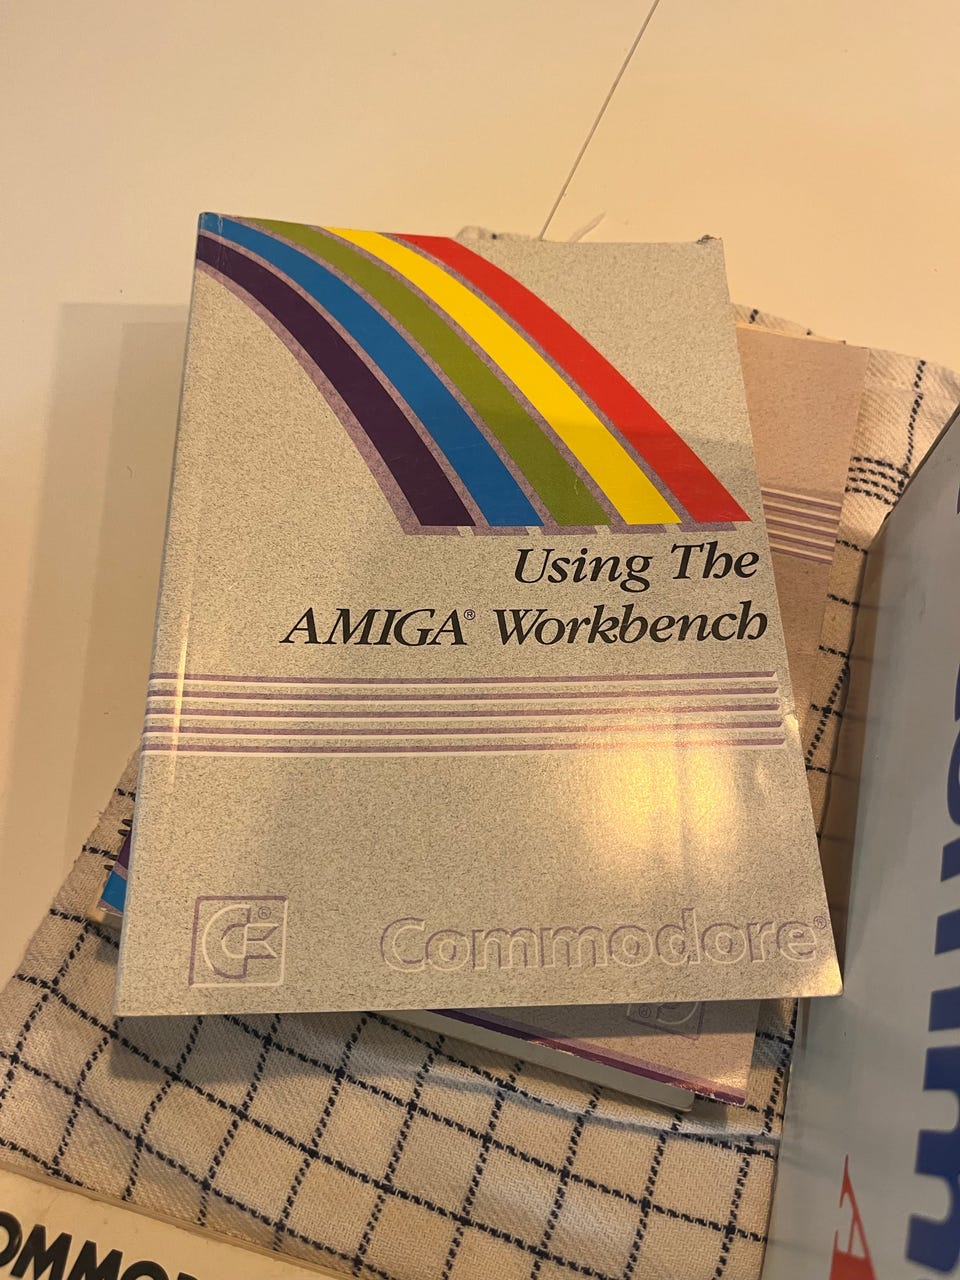 Using The
AMIGA® Workbench
Commodore®